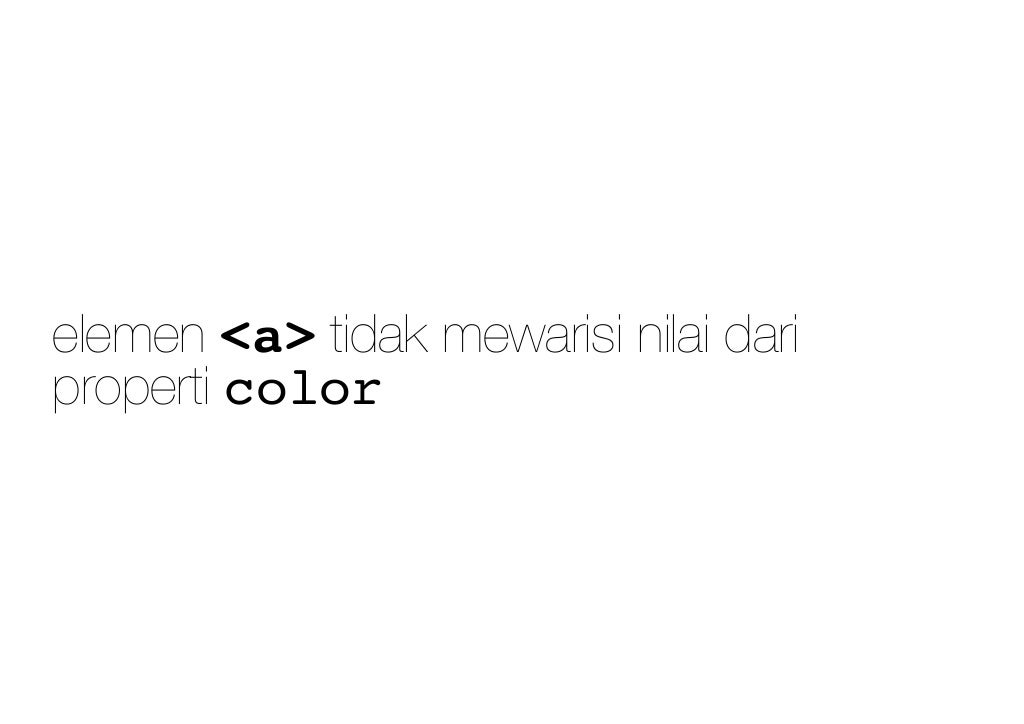 elemen <a> tidak mewarisi nilai dari
properti color